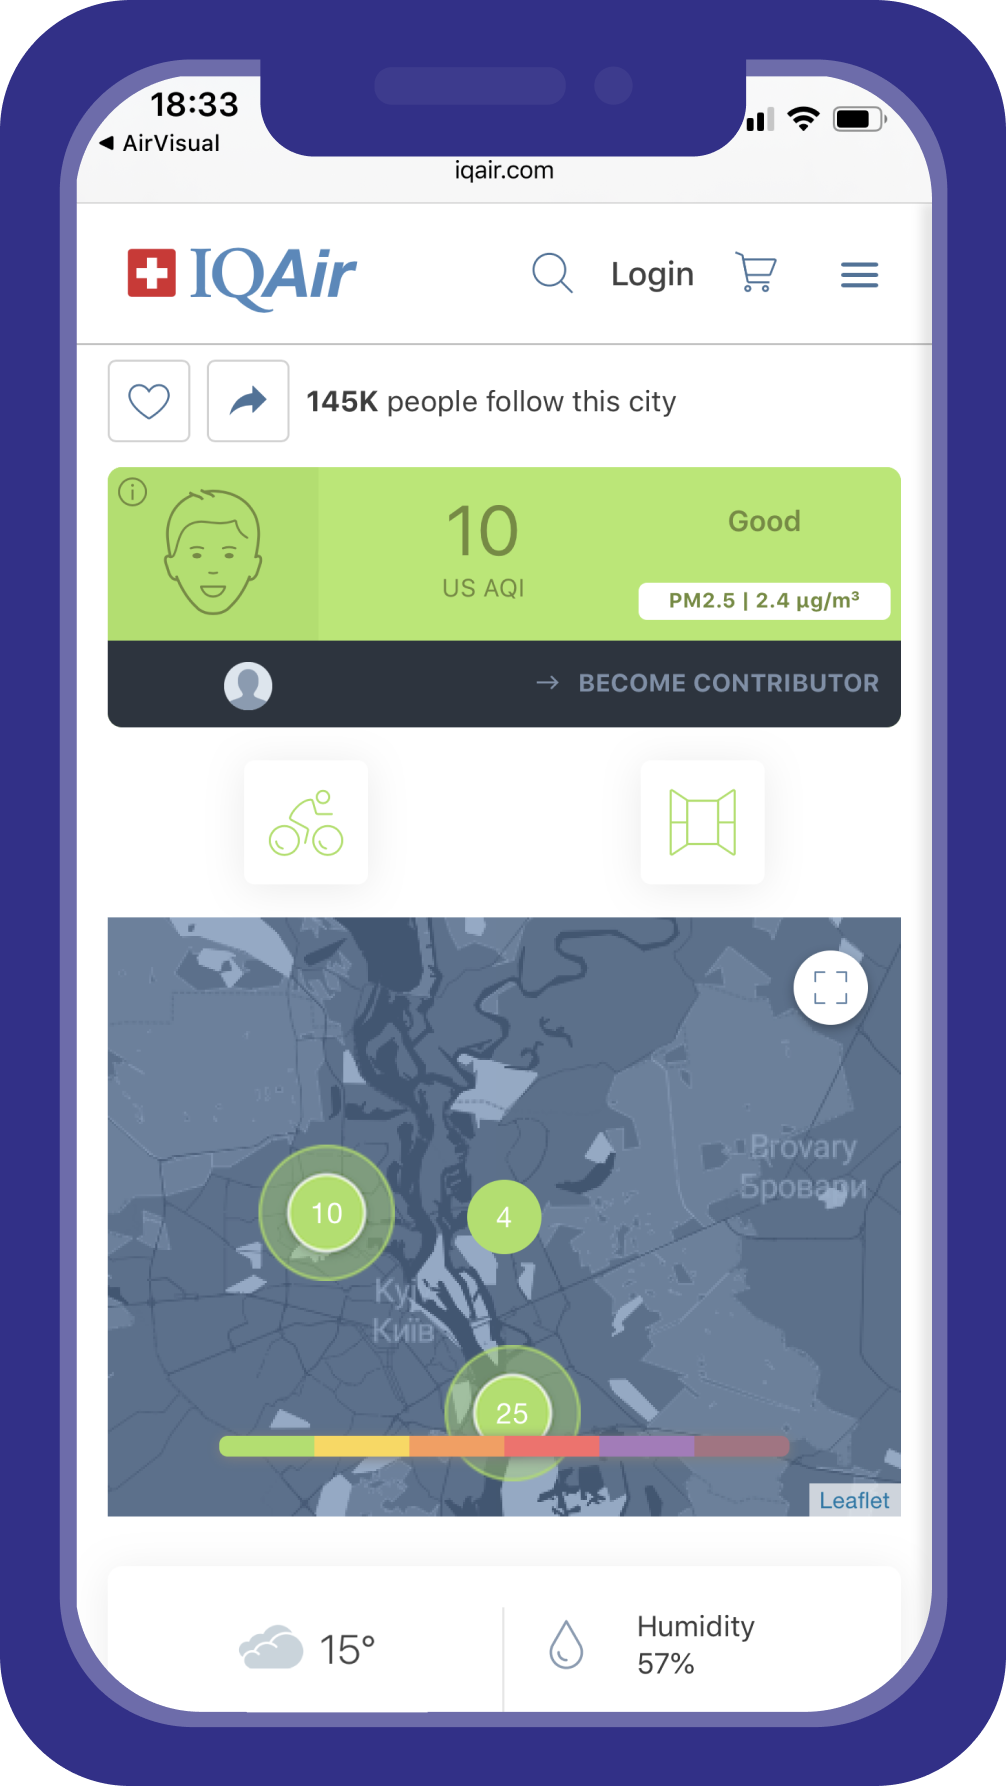 18:33
◀ AirVisual
iqair.com
IQAir
Login
145K people follow this city
10
US AQI
Good
PM2.5 | 2.4 µg/m³
→ BECOME CONTRIBUTOR
Brovary
Бровари
10
4
Kyiv
Київ
25
Leaflet
15°
Humidity
57%